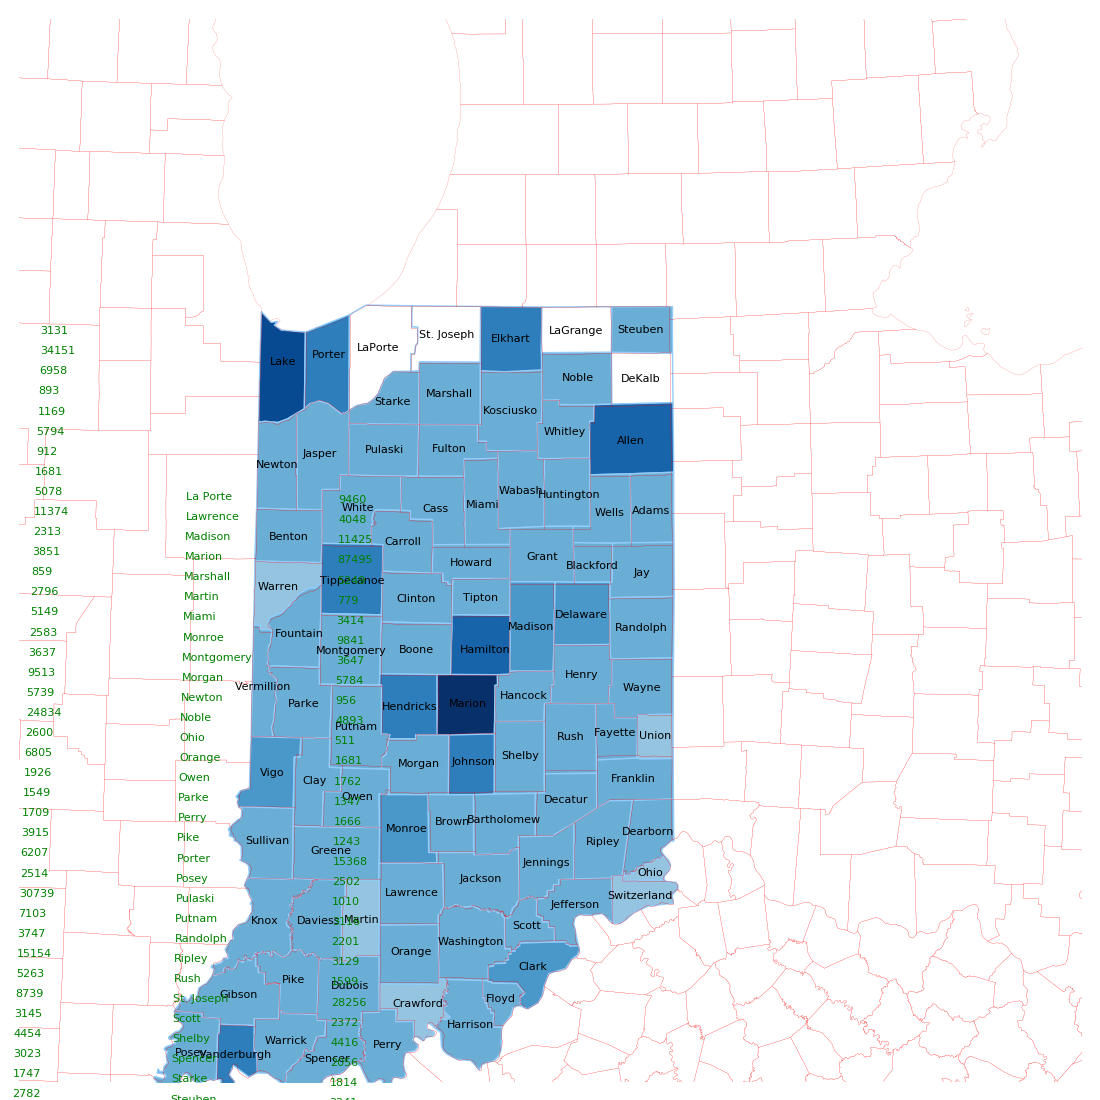 3131
34151
6958
893
1169
5794
912
1681
5078
11374
2313
3851
859
2796
5149
2583
3637
9513
5739
24834
2600
6805
1926
1549
1709
3915
6207
2514
30739
7103
3747
15154
5263
8739
3145
4454
3023
1747
2782
La Porte
Lawrence
Madison
Marion
Marshall
Martin
Miami
Monroe
Montgomery
Morgan
Newton
Noble
Ohio
Orange
Owen
Parke
Perry
Pike
Porter
Posey
Pulaski
Putnam
Randolph
Ripley
Rush
St. Joseph
Scott
Shelby
Spencer
Starke
Steuben
9460
4048
11425
87495
779
3414
9841
3647
5784
956
4893
511
1681
1762
1347
1666
1243
15368
2502
1010
2201
3129
1599
28256
2372
4416
1814
Steuben
LaGrange
St. Joseph
Elkhart
LaPorte
Porter
Lake
Noble
DeKalb
Marshall
Starke
Kosciusko
Whitley
Allen
Fulton
Pulaski
Jasper
Newton
Wabash
Huntington
Miami
White
Cass
Wells
Adams
Benton
Carroll
Grant
Howard
Blackford
Jay
Tippecanoe
Warren
Clinton
Tipton
Delaware
Madison
Randolph
Fountain
Montgomery
Boone
Hamilton
Henry
Vermillion
Wayne
Hancock
Parke
Hendricks
Marion
Putnam
Fayette
Rush
Union
Shelby
Morgan
Johnson
Vigo
Clay
Franklin
Owen
Decatur
Brown
Bartholomew
Monroe
Dearborn
Sullivan
Ripley
Greene
Jennings
Ohio
Jackson
Lawrence
Switzerland
Jefferson
Knox
Daviess
Martin
Scott
Washington
Orange
Clark
Pike
Dubois
Gibson
Floyd
Crawford
Harrison
Warrick
Perry
Posey
Vanderburgh
Spencer